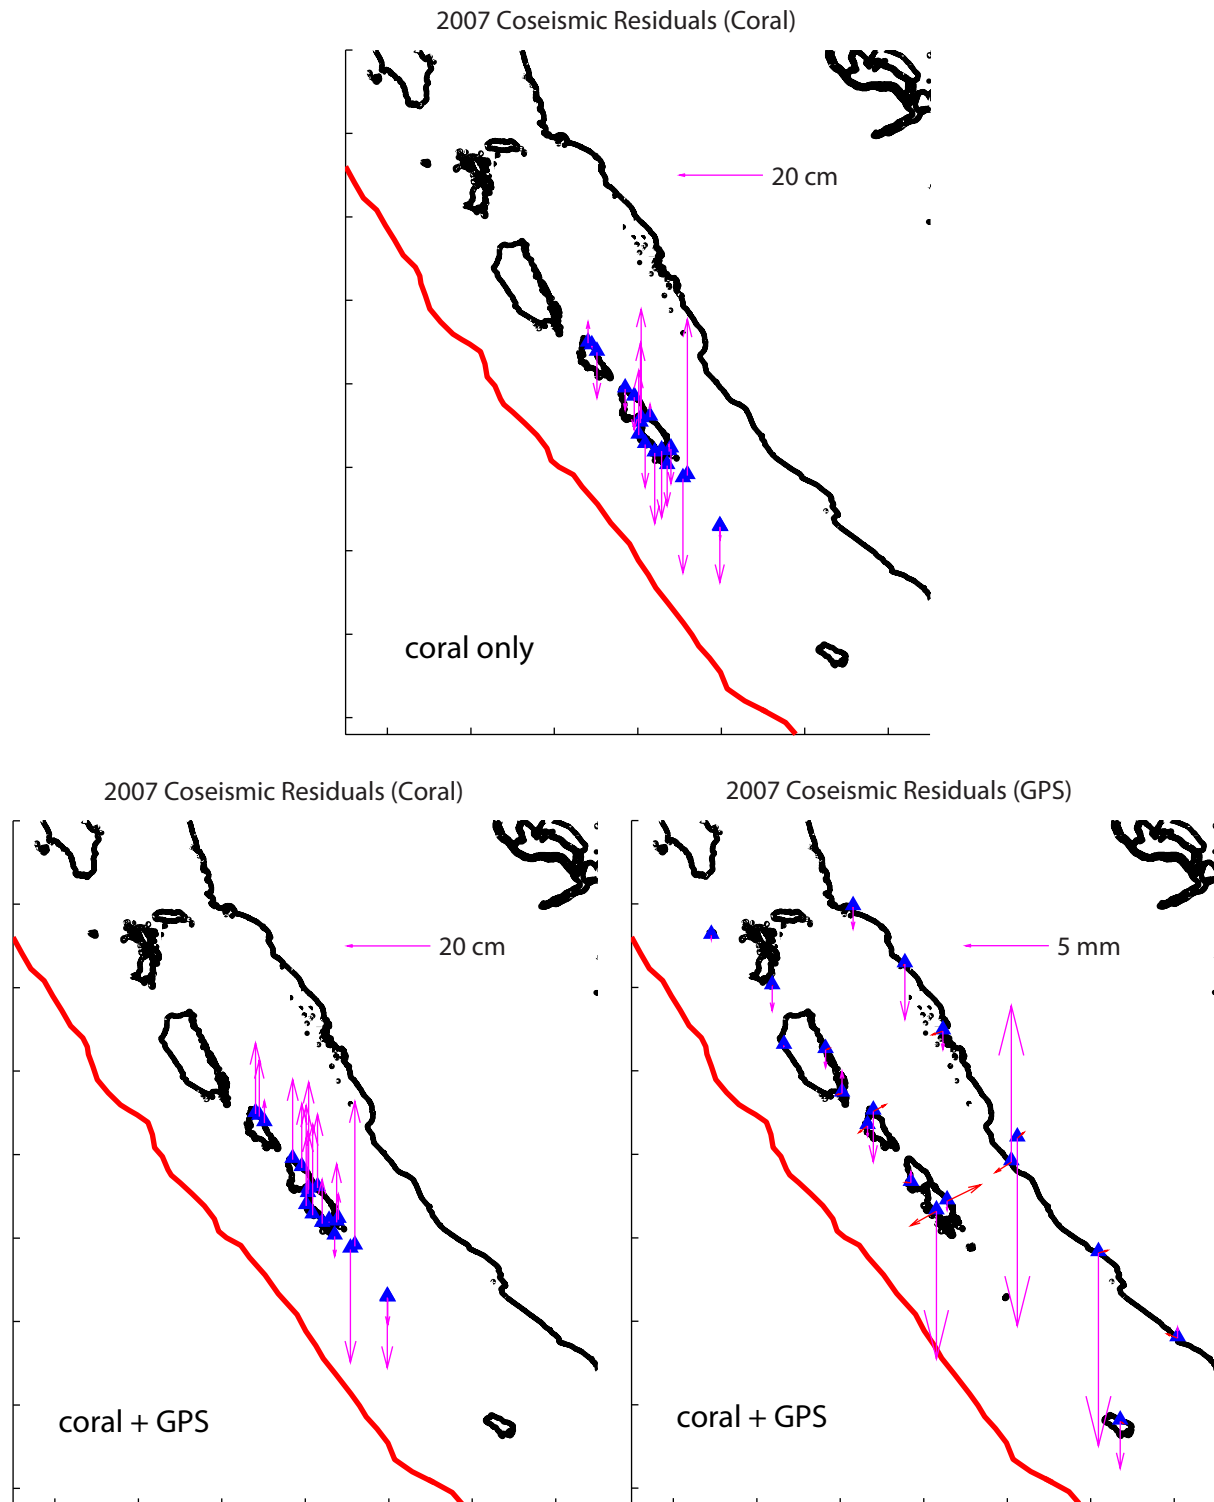 2007 Coseismic Residuals (Coral)
20 cm
coral only
2007 Coseismic Residuals (Coral)
20 cm
coral + GPS
2007 Coseismic Residuals (GPS)
5 mm
coral + GPS